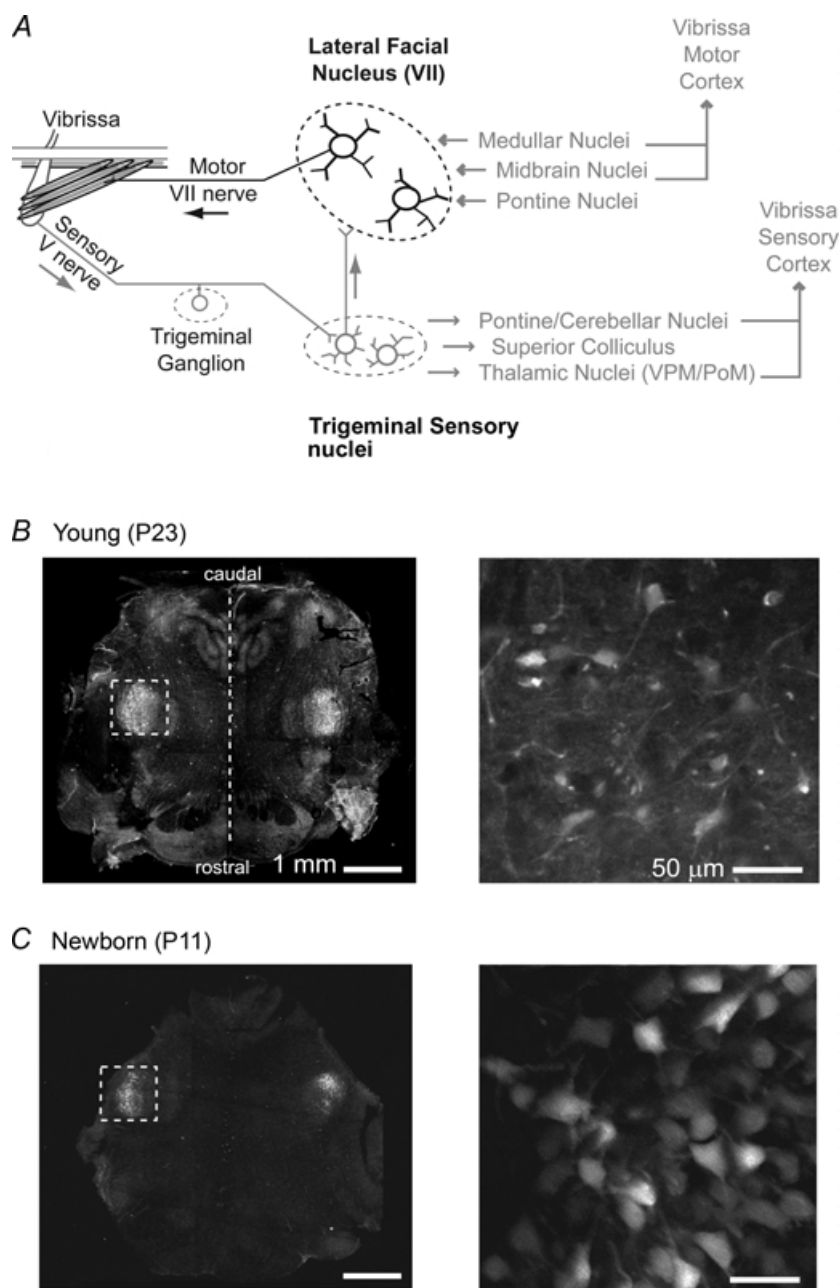 A
Lateral Facial
Nucleus (VII)
Vibrissa
Motor
Cortex
Vibrissa
Motor
VII nerve
Medullar Nuclei
Midbrain Nuclei
Pontine Nuclei
Sensory
V nerve
Vibrissa
Sensory
Cortex
Trigeminal
Ganglion
Pontine/Cerebellar Nuclei
Superior Colliculus
Thalamic Nuclei (VPM/PoM)
Trigeminal Sensory
nuclei
B Young (P23)
caudal
rostral
1 mm
50 μm
C Newborn (P11)